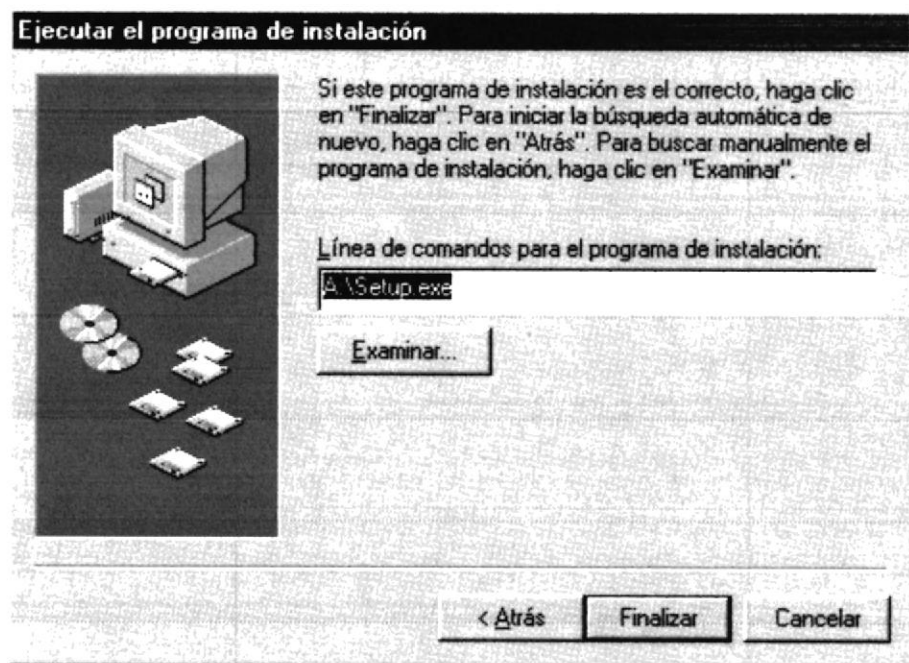 Ejecutar el programa de instalación
Si este programa de instalación es el correcto, haga clic
en "Finalizar". Para iniciar la búsqueda automática de
nuevo, haga clic en "Atrás". Para buscar manualmente el
programa de instalación, haga clic en "Examinar".
Línea de comandos para el programa de instalación:
A:\Setup.exe
Examinar...
< Atrás
Finalizar
Cancelar